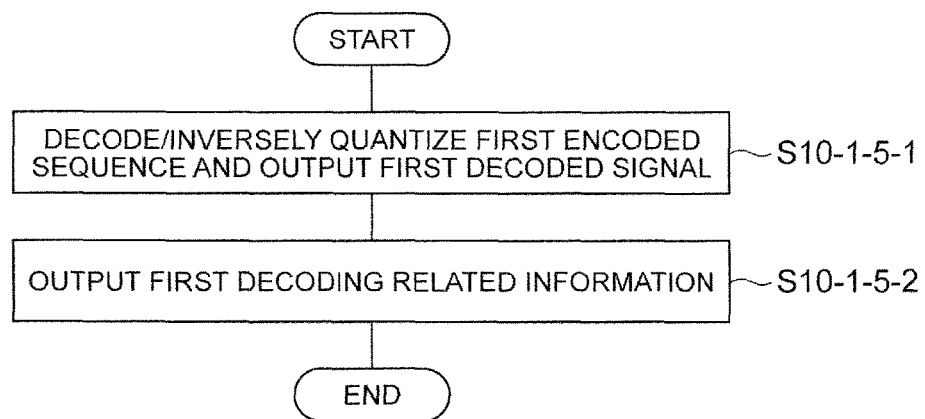 START
DECODE/INVERSELY QUANTIZE FIRST ENCODED
SEQUENCE AND OUTPUT FIRST DECODED SIGNAL
S10-1-5-1
OUTPUT FIRST DECODING RELATED INFORMATION
S10-1-5-2
END